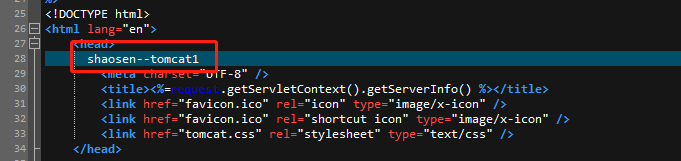 25 <!DOCTYPE html>
26 <html lang="en">
27 <head>
28 shaosen--tomcat1
29 <meta charset="UTF-8" />
30 <title><%=request.getServletContext().getServerInfo() %></title>
31 <link href="favicon.ico" rel="icon" type="image/x-icon" />
32 <link href="favicon.ico" rel="shortcut icon" type="image/x-icon" />
33 <link href="tomcat.css" rel="stylesheet" type="text/css" />
34 </head>